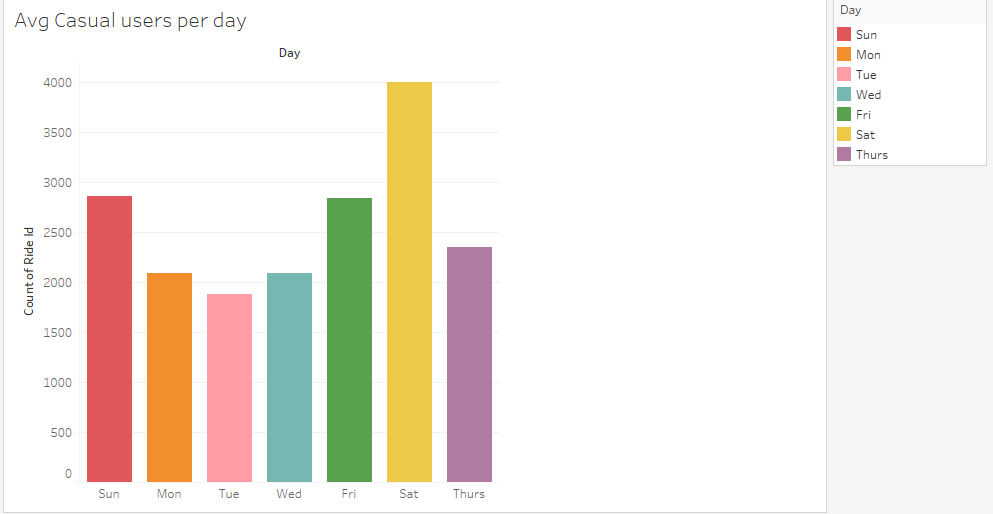 Avg Casual users per day
Day
4000
3500
3000
2500
2000
1500
1000
500
0
Count of Ride Id
Sun Mon Tue Wed Fri Sat Thurs
Day
Sun
Mon
Tue
Wed
Fri
Sat
Thurs